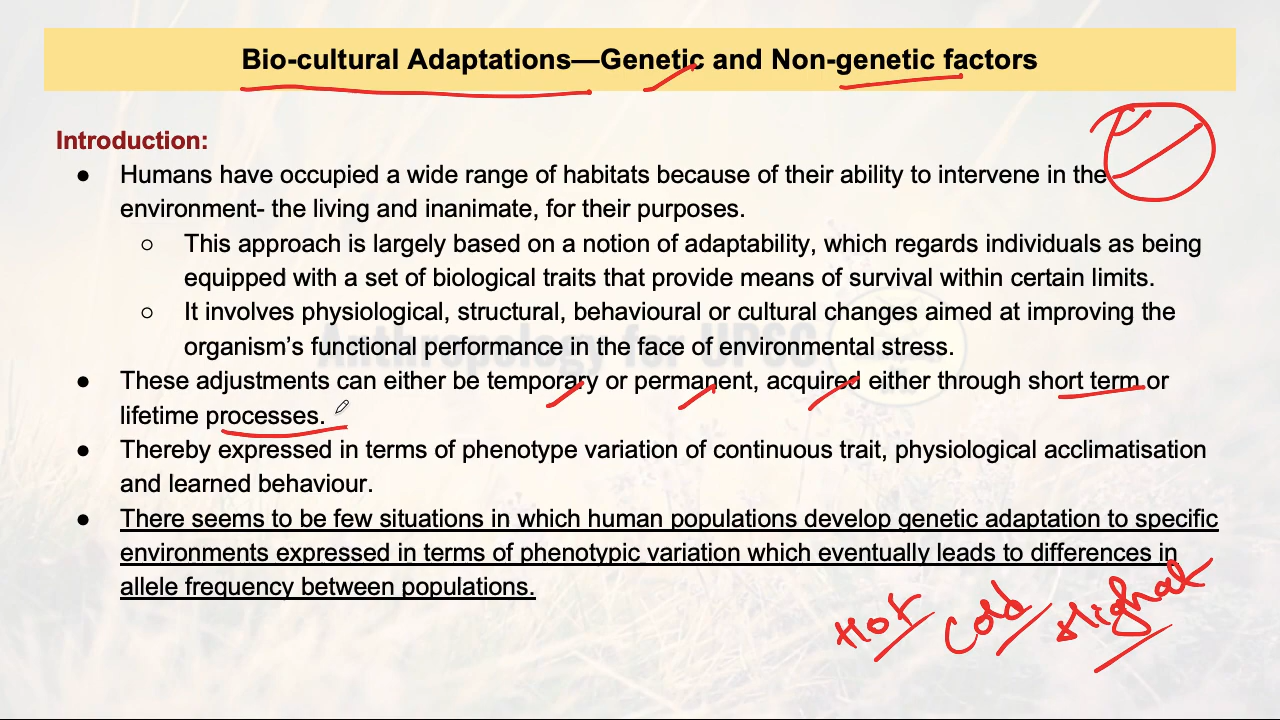 Bio-cultural Adaptations—Genetic and Non-genetic factors
Introduction:
● Humans have occupied a wide range of habitats because of their ability to intervene in the
environment- the living and inanimate, for their purposes.
○ This approach is largely based on a notion of adaptability, which regards individuals as being
equipped with a set of biological traits that provide means of survival within certain limits.
○ It involves physiological, structural, behavioural or cultural changes aimed at improving the
organism’s functional performance in the face of environmental stress.
Anthropology for UPSC
● These adjustments can either be temporary or permanent, acquired either through short term or
lifetime processes.
● Thereby expressed in terms of phenotype variation of continuous trait, physiological acclimatisation
and learned behaviour.
● There seems to be few situations in which human populations develop genetic adaptation to specific
environments expressed in terms of phenotypic variation which eventually leads to differences in
allele frequency between populations.
Hot Cold